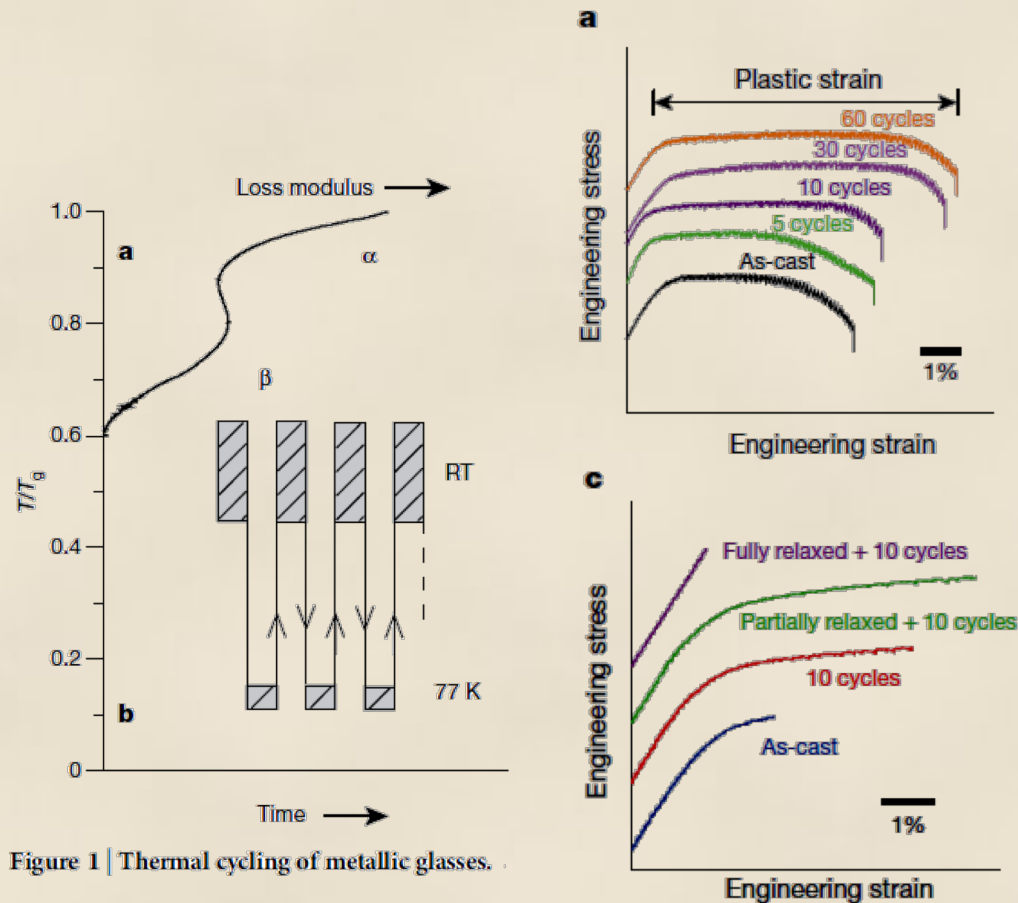 Loss modulus
1.0
a
α
0.8
β
0.6
RT
T/Tg
0.4
0.2
77 K
b
0
Time
Figure 1 | Thermal cycling of metallic glasses.
a
Plastic strain
60 cycles
30 cycles
10 cycles
5 cycles
As-cast
Engineering stress
1%
Engineering strain
c
Fully relaxed + 10 cycles
Partially relaxed + 10 cycles
10 cycles
As-cast
Engineering stress
1%
Engineering strain